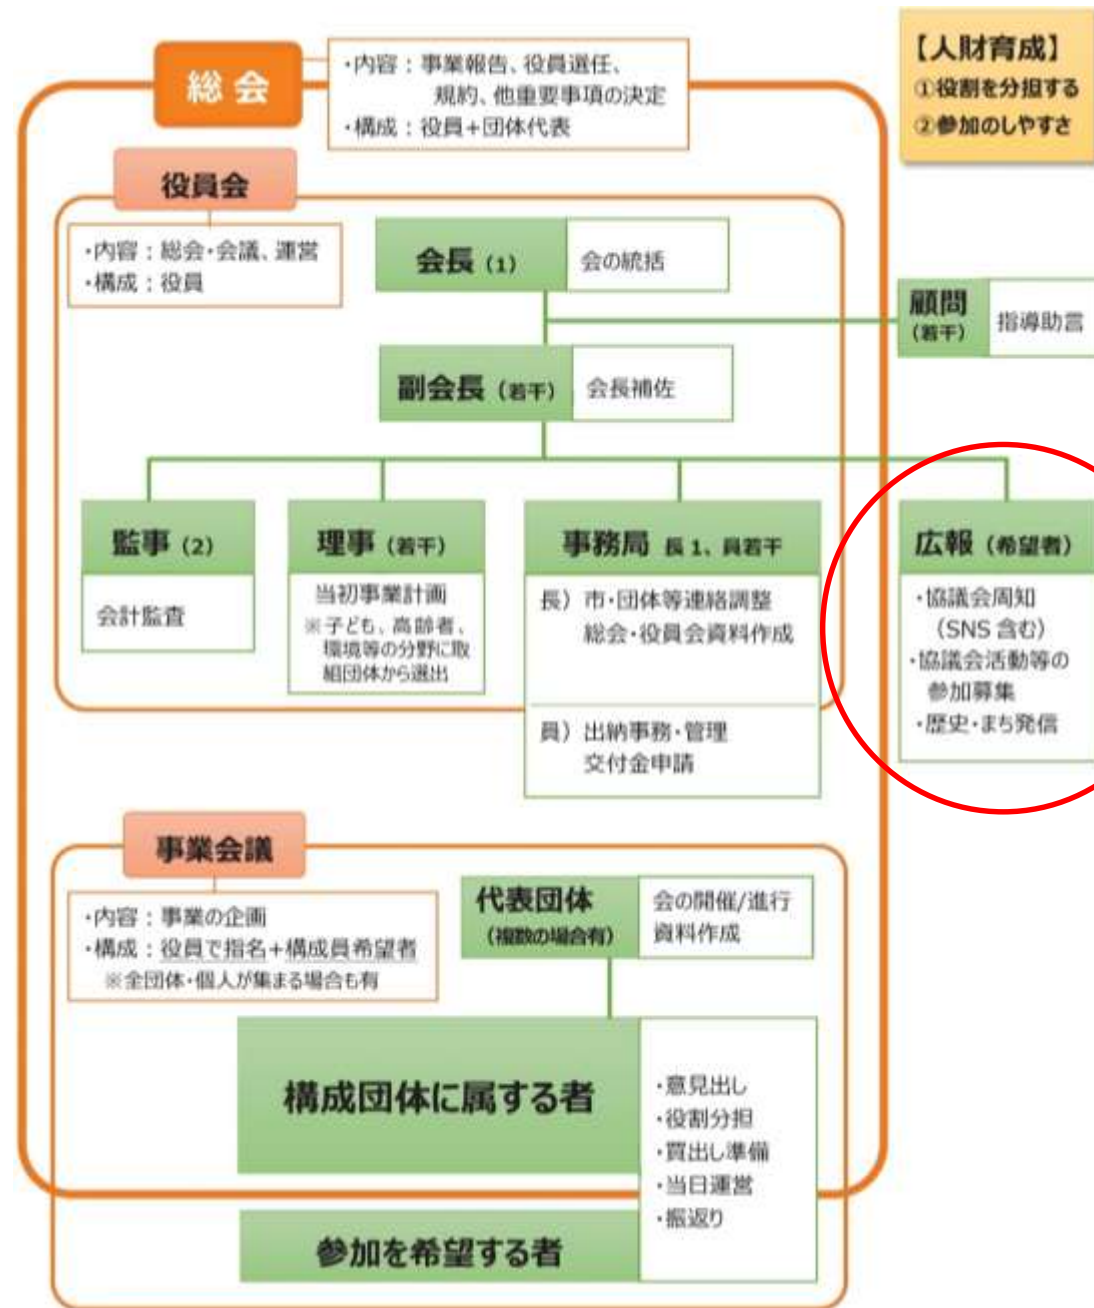 総会
・内容：事業報告、役員選任、
規約、他重要事項の決定
・構成：役員+団体代表
【人財育成】
①役割を分担する
②参加のしやすさ
役員会
・内容：総会・会議、運営
・構成：役員
会長（1）
会の統括
顧問
（若干）
指導助言
副会長（若干）
会長補佐
監事（2）
会計監査
理事（若干）
当初事業計画
※子ども、高齢者、
環境等の分野に取
組団体から選出
事務局 長1、員若干
長）市・団体等連絡調整
総会・役員会資料作成
員）出納事務・管理
交付金申請
広報（希望者）
・協議会周知
（SNS 含む）
・協議会活動等の
参加募集
・歴史・まち発信
事業会議
・内容：事業の企画
・構成：役員で指名+構成員希望者
※全団体・個人が集まる場合も有
代表団体
（複数の場合有）
会の開催/進行
資料作成
構成団体に属する者
・意見出し
・役割分担
・買出し準備
・当日運営
・振返り
参加を希望する者